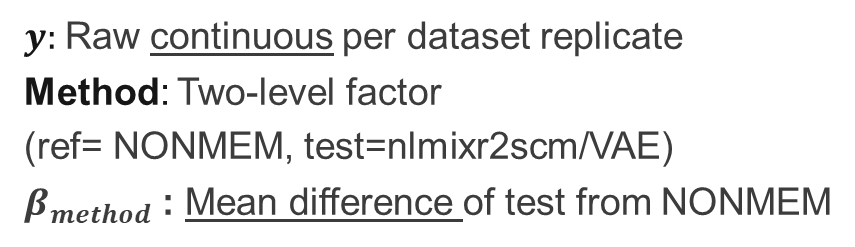 y: Raw continuous per dataset replicate
Method: Two-level factor
(ref= NONMEM, test=nlmixr2scm/VAE)
βmethod : Mean difference of test from NONMEM